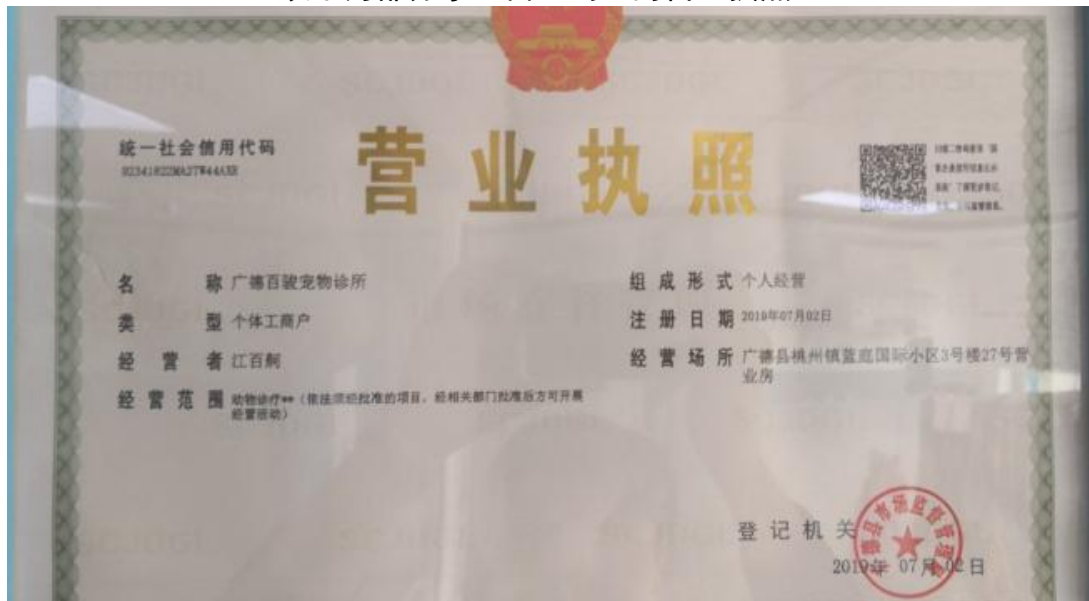 统一社会信用代码
营业执照
名称 广德百骏宠物诊所
类型 个体工商户
经营者 江百舸
经营范围 动物诊疗**（依法须经批准的项目，经相关部门批准后方可开展
经营活动）
组成形式 个人经营
注册日期 2019年07月02日
经营场所 广德县桃州镇蓝庭国际小区3号楼27号营
业房
登记机关
2019年 07月 02日